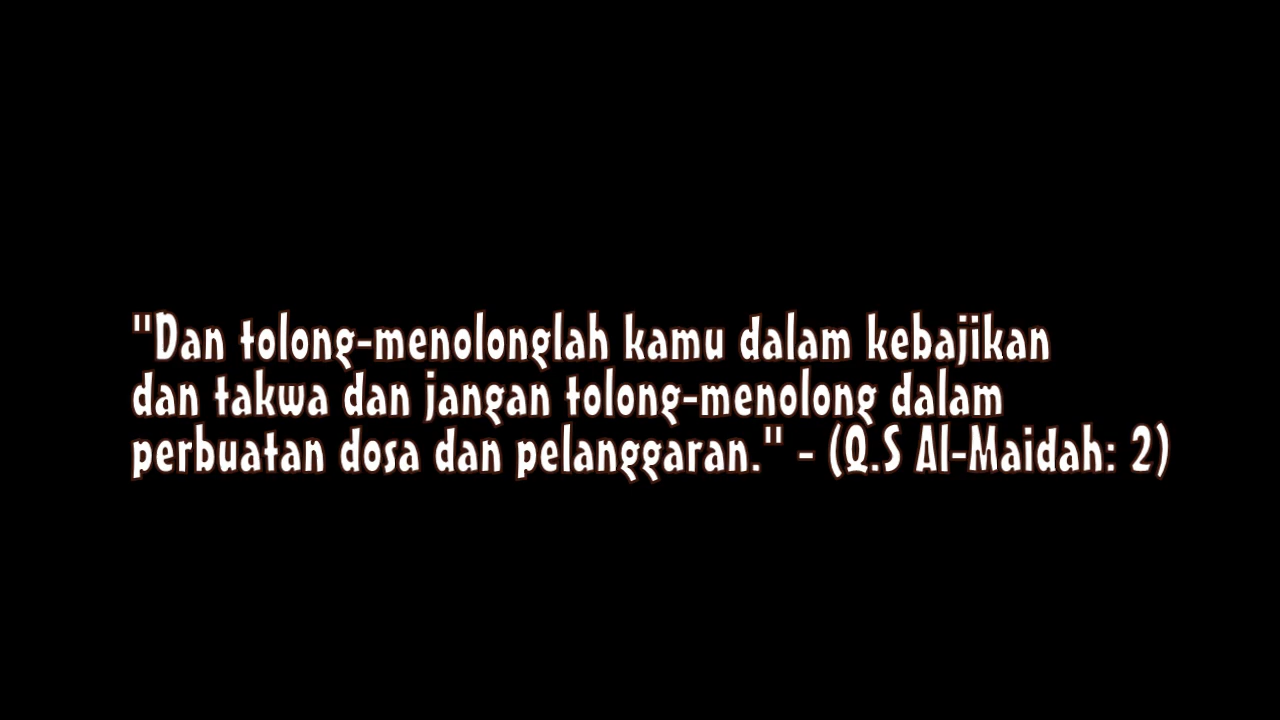 "Dan tolong-menolonglah kamu dalam kebajikan
dan takwa dan jangan tolong-menolong dalam
perbuatan dosa dan pelanggaran." - (Q.S Al-Maidah: 2)